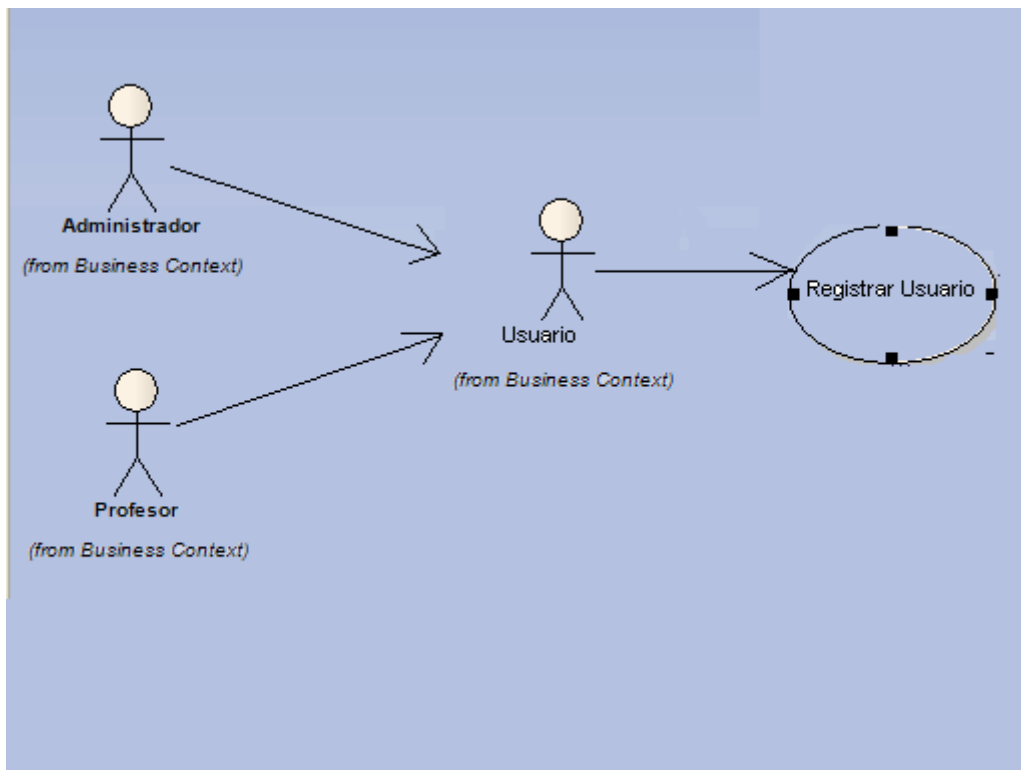 Administrador
(from Business Context)
Usuario
(from Business Context)
Registrar Usuario
Profesor
(from Business Context)